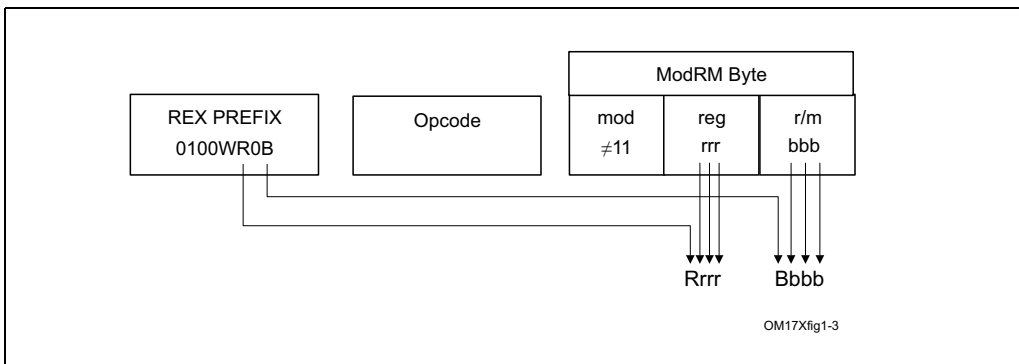 ModRM Byte
REX PREFIX
0100WR0B
Opcode
mod
≠11
reg
rrr
r/m
bbb
Rrrr
Bbbb
OM17Xfig1-3